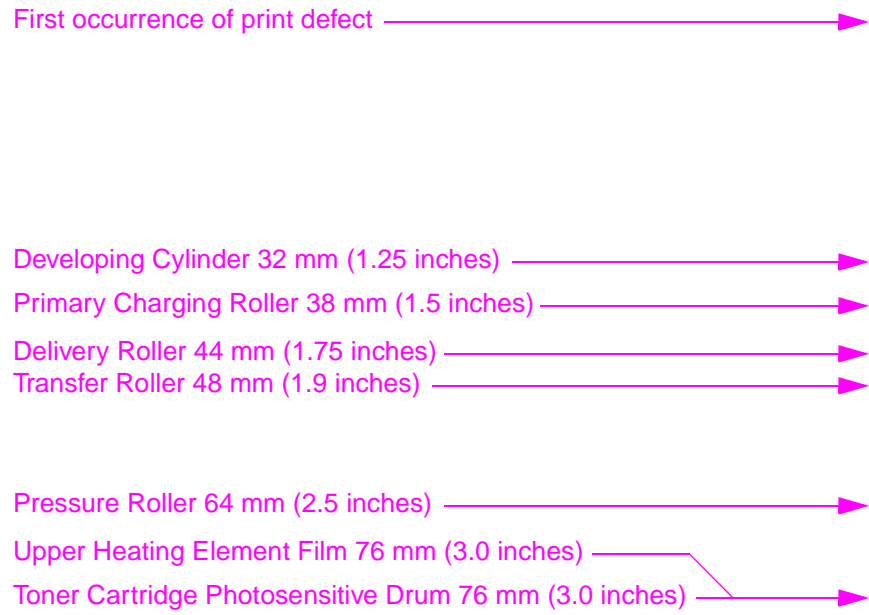 First occurrence of print defect
Developing Cylinder 32 mm (1.25 inches)
Primary Charging Roller 38 mm (1.5 inches)
Delivery Roller 44 mm (1.75 inches)
Transfer Roller 48 mm (1.9 inches)
Pressure Roller 64 mm (2.5 inches)
Upper Heating Element Film 76 mm (3.0 inches)
Toner Cartridge Photosensitive Drum 76 mm (3.0 inches)